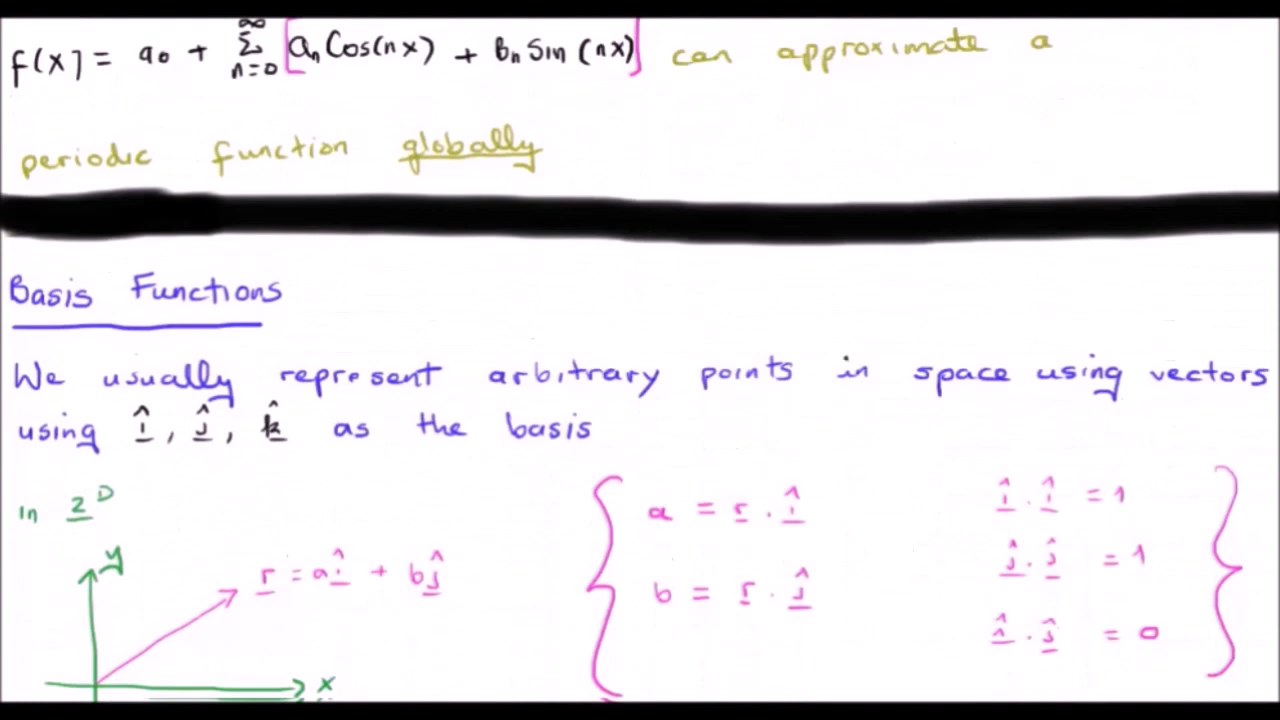 f(x) = a₀ + ∞ Σ n=0 [aₙ Cos(nx) + bₙ Sin (nx)] can approximate a
periodic function globally
Basis Functions
We usually represent arbitrary points in space using vectors
using î, ĵ, k̂ as the basis
In 2D
y
r = aî + bĵ
x
a = r . î
b = r . ĵ
î . î = 1
ĵ . ĵ = 1
î . ĵ = 0